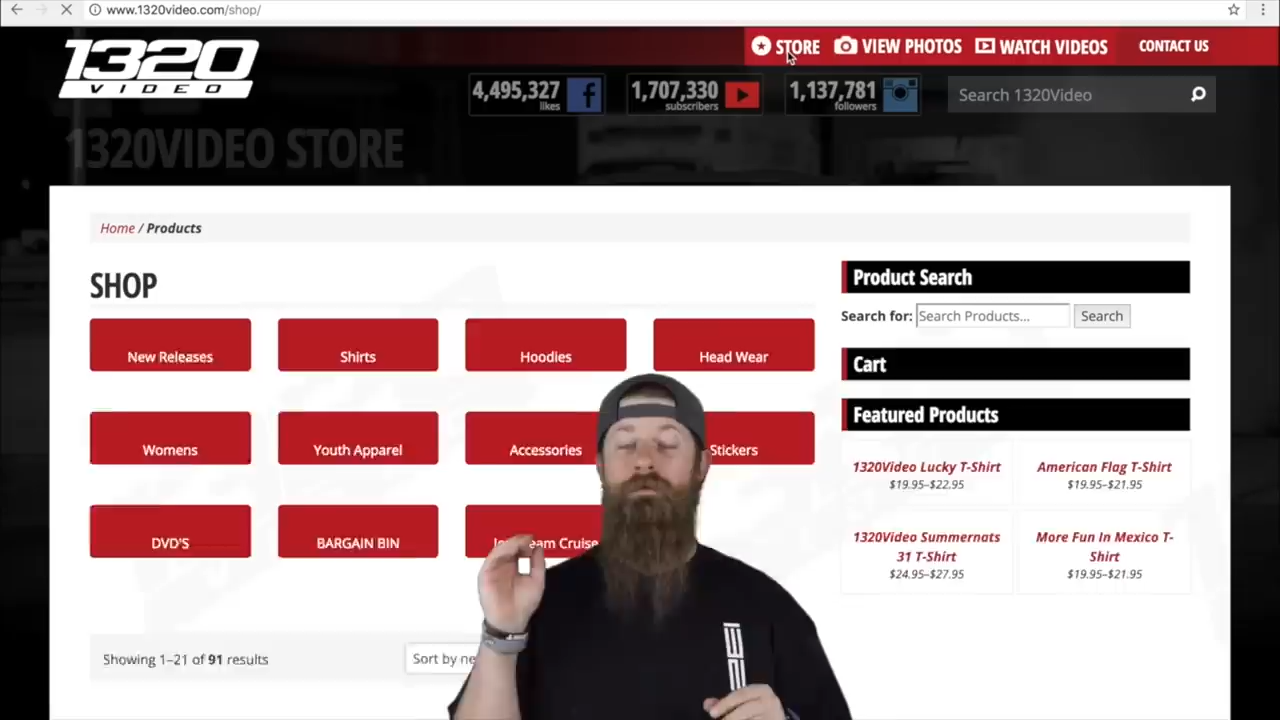 www.1320video.com/shop/
1320
VIDEO
STORE
VIEW PHOTOS
WATCH VIDEOS
CONTACT US
4,495,327
likes
1,707,330
subscribers
1,137,781
followers
Search 1320Video
1320VIDEO STORE
Home / Products
SHOP
New Releases
Shirts
Hoodies
Head Wear
Womens
Youth Apparel
Accessories
Stickers
DVD'S
BARGAIN BIN
Cruise
Showing 1–21 of 91 results
Sort by
Product Search
Search for:
Search Products...
Search
Cart
Featured Products
1320Video Lucky T-Shirt
$19.95–$22.95
American Flag T-Shirt
$19.95–$21.95
1320Video Summernats
31 T-Shirt
$24.95–$27.95
More Fun In Mexico T-
Shirt
$19.95–$21.95